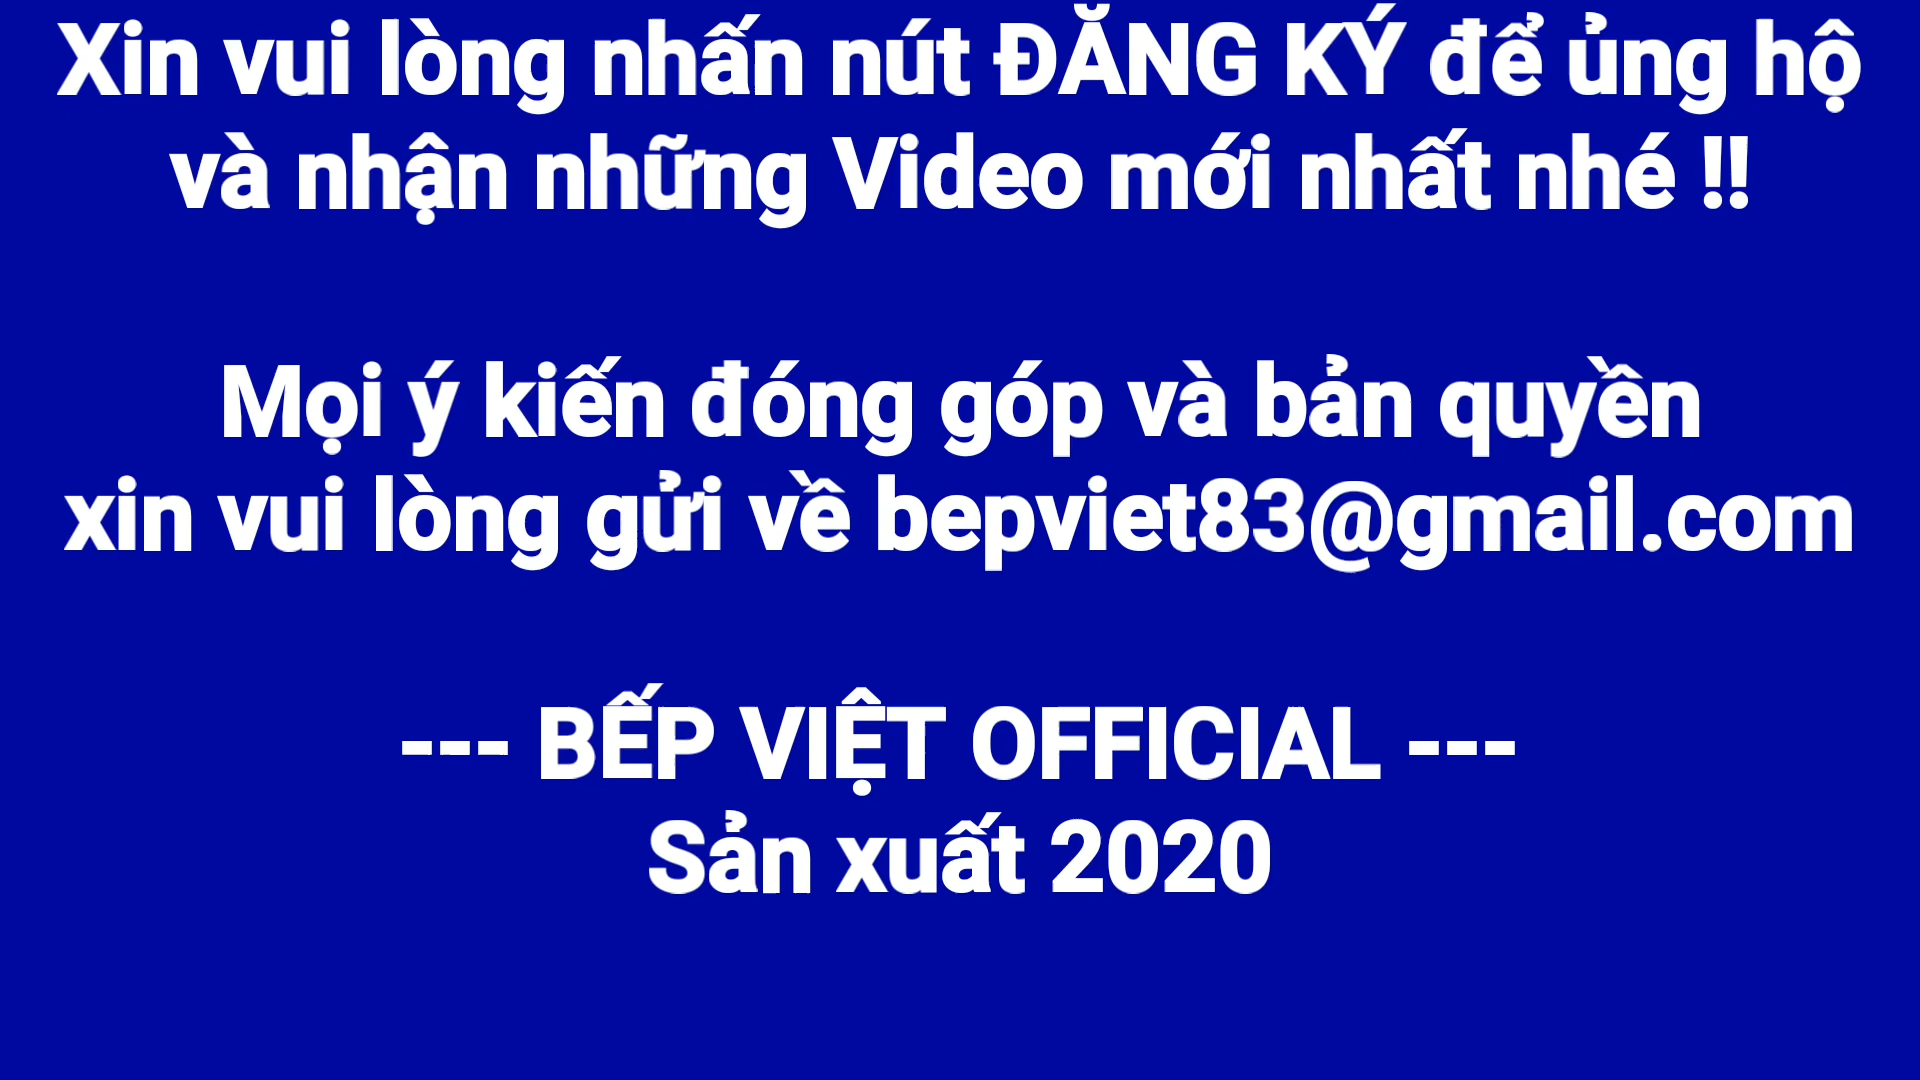 Xin vui lòng nhấn nút ĐĂNG KÝ để ủng hộ
và nhận những Video mới nhất nhé !!
Mọi ý kiến đóng góp và bản quyền
xin vui lòng gửi về bepviet83@gmail.com
--- BẾP VIỆT OFFICIAL ---
Sản xuất 2020